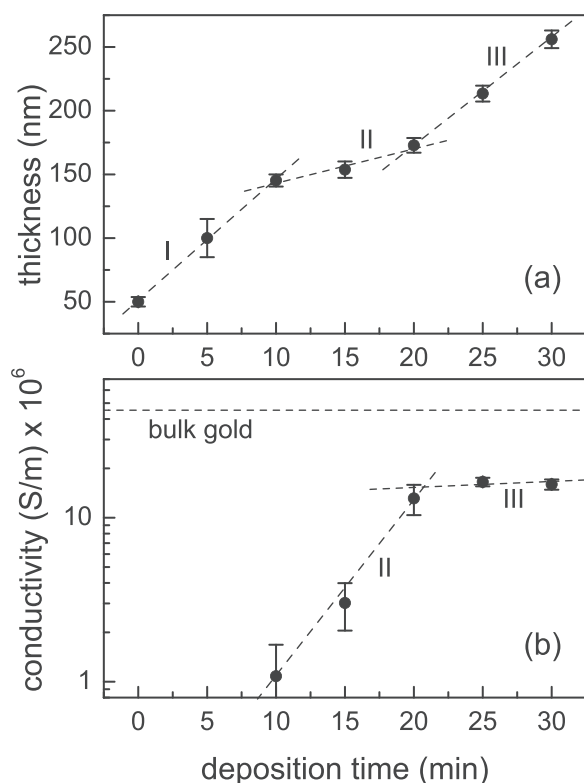 250
200
150
100
50
thickness (nm)
I
II
III
(a)
0 5 10 15 20 25 30
bulk gold
10
1
conductivity (S/m) x 10⁶
II
III
(b)
0 5 10 15 20 25 30
deposition time (min)